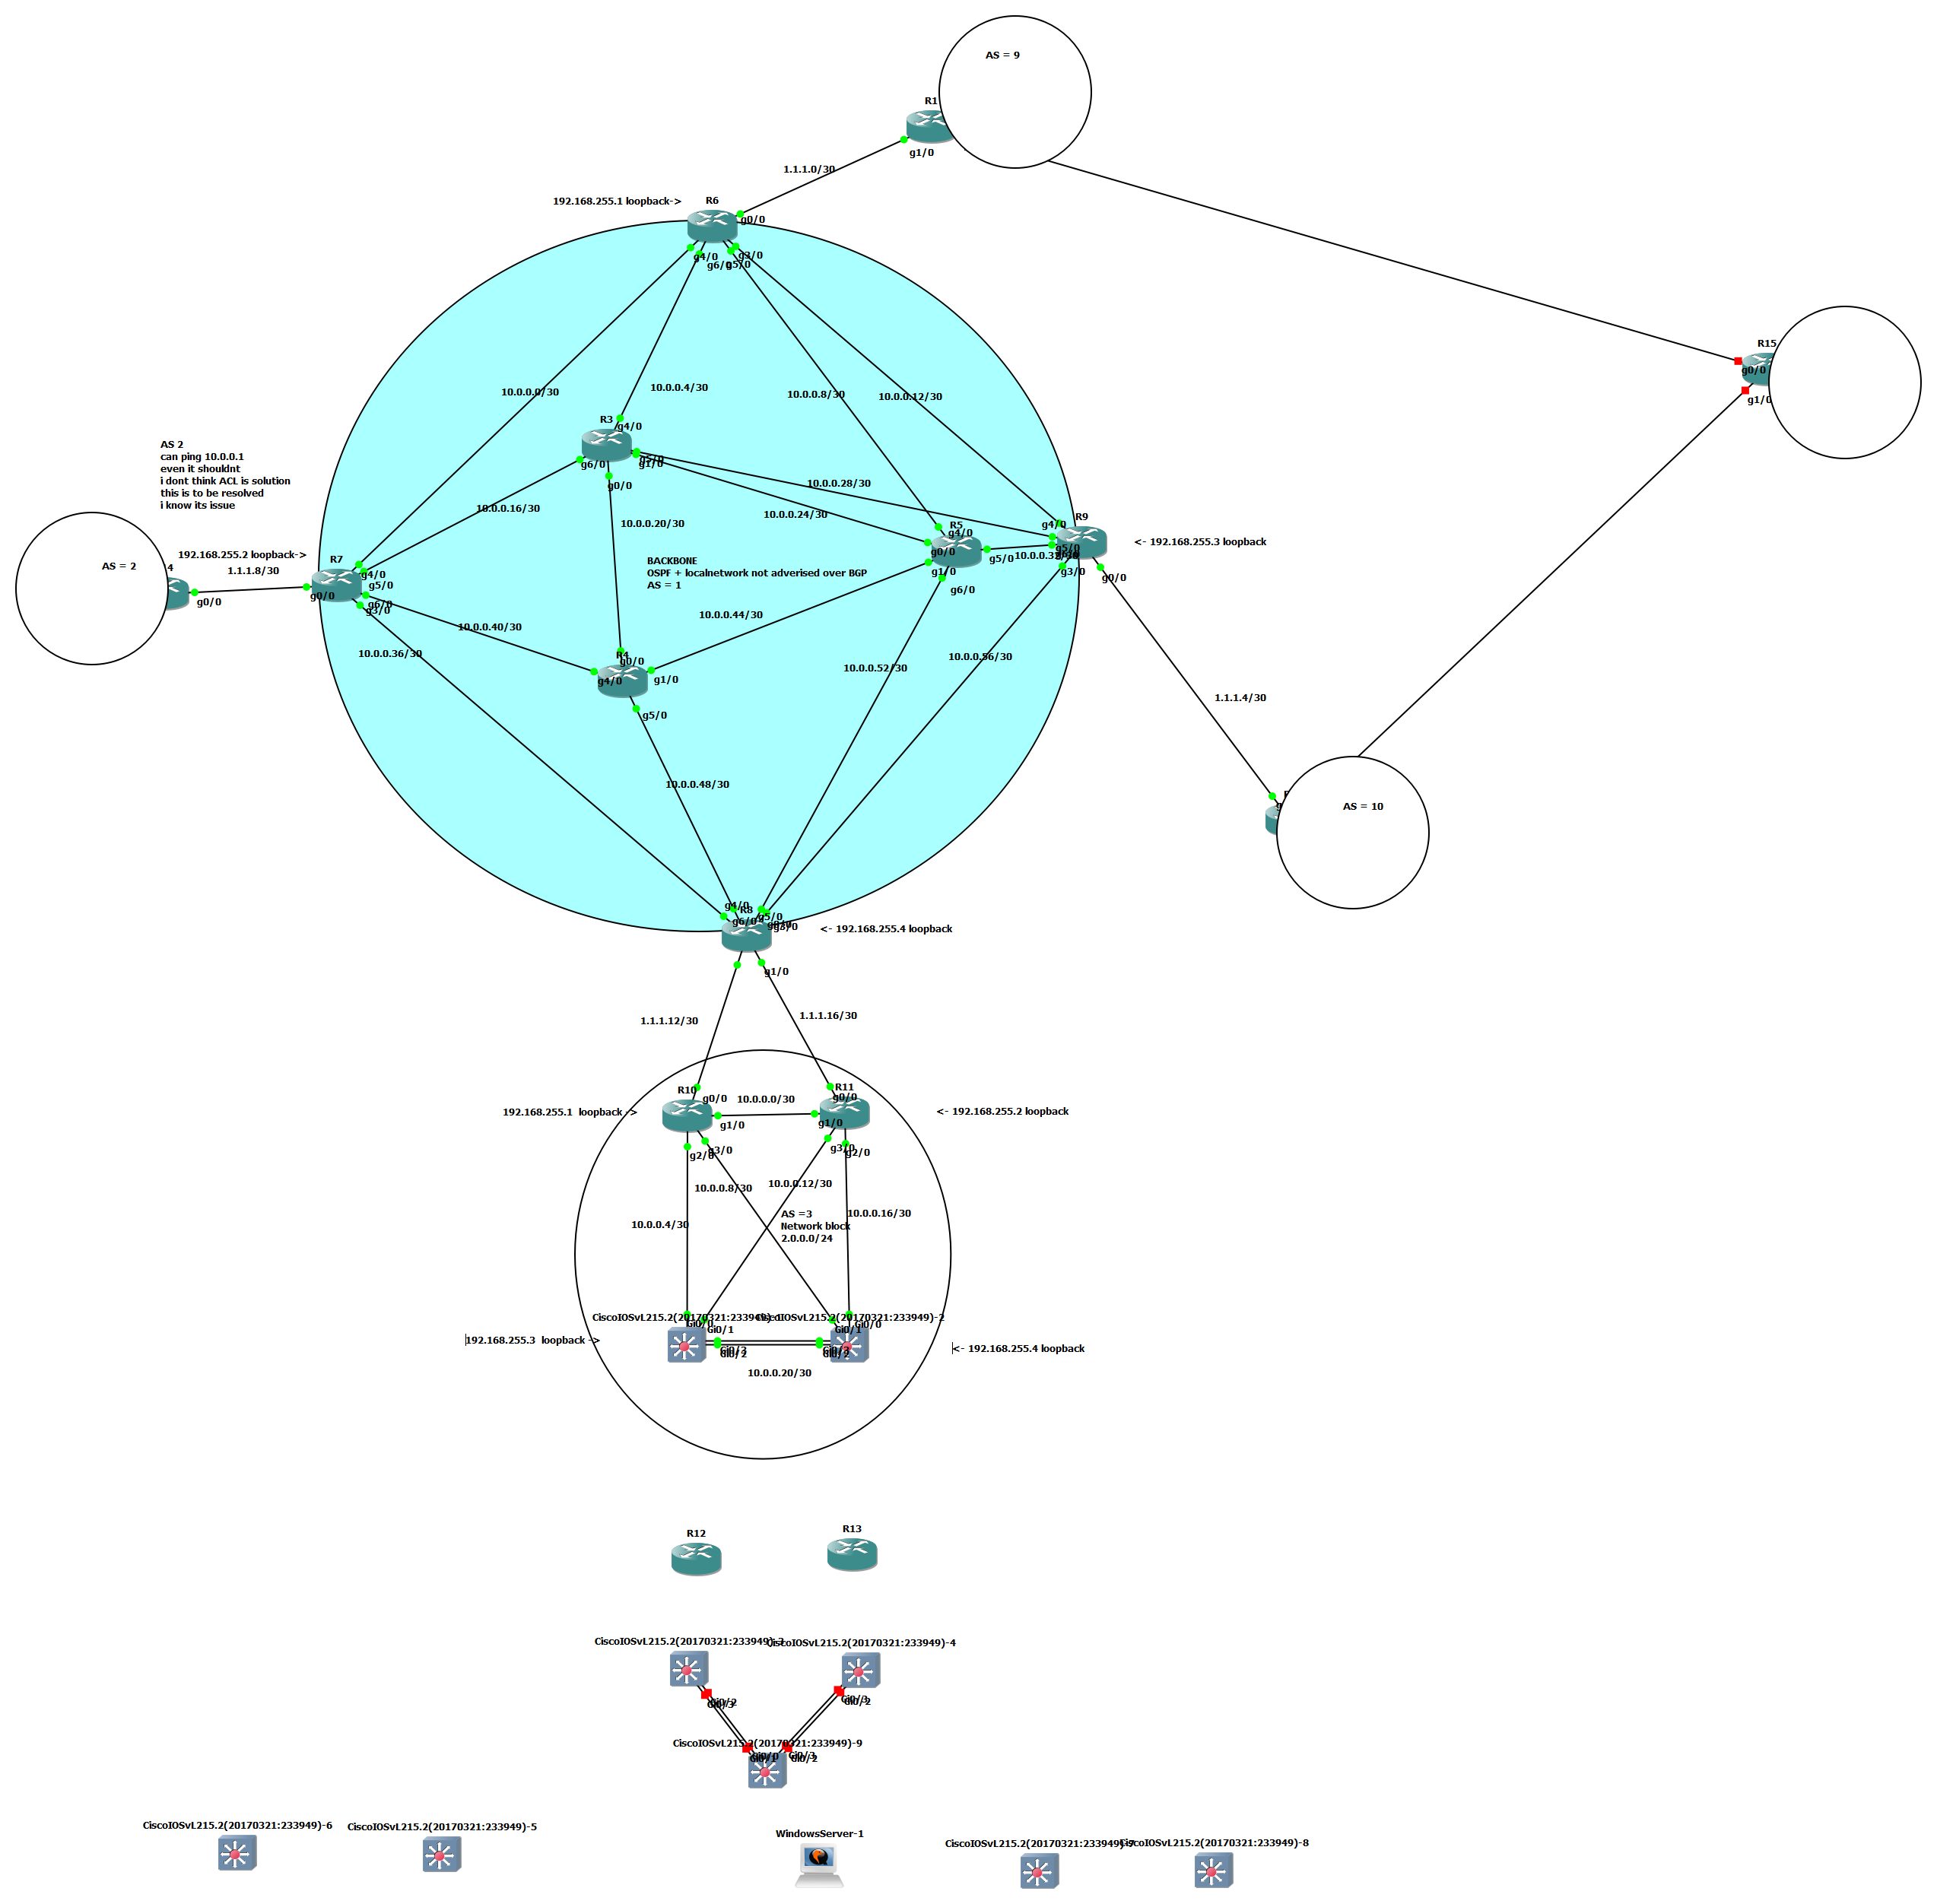 AS = 9
R1
g1/0
1.1.1.0/30
192.168.255.1 loopback->
R6
g0/0
g4/0
g3/0
g6/0
g5/0
R15
g0/0
g1/0
10.0.0.0/30
10.0.0.4/30
10.0.0.8/30
10.0.0.12/30
R3
g4/0
g6/0
g5/0
g1/0
g0/0
AS 2
can ping 10.0.0.1
even it shouldnt
i dont think ACL is solution
this is to be resolved
i know its issue
10.0.0.28/30
10.0.0.16/30
10.0.0.24/30
10.0.0.20/30
R5
g4/0
g0/0
g1/0
g5/0
g6/0
R9
g4/0
g5/0
g3/0
g0/0
<- 192.168.255.3 loopback
BACKBONE
OSPF + localnetwork not adverised over BGP
AS = 1
AS = 2
4
g0/0
192.168.255.2 loopback->
1.1.1.8/30
R7
g0/0
g4/0
g5/0
g6/0
g3/0
10.0.0.44/30
10.0.0.40/30
10.0.0.36/30
R4
g0/0
g4/0
g1/0
g5/0
10.0.0.52/30
10.0.0.56/30
1.1.1.4/30
10.0.0.48/30
AS = 10
R8
g4/0
g6/0
g5/0
g3/0
g1/0
<- 192.168.255.4 loopback
1.1.1.12/30
1.1.1.16/30
R10
g0/0
g1/0
g2/0
g3/0
10.0.0.0/30
R11
g0/0
g1/0
g3/0
g2/0
192.168.255.1 loopback ->
<- 192.168.255.2 loopback
10.0.0.8/30
10.0.0.12/30
10.0.0.4/30
10.0.0.16/30
AS =3
Network block
2.0.0.0/24
CiscoIOSvL215.2(20170321:233949)-1
CiscoIOSvL215.2(20170321:233949)-2
Gi0/0
Gi0/1
Gi0/1
Gi0/0
Gi0/3
Gi0/2
Gi0/3
Gi0/2
192.168.255.3 loopback ->
<- 192.168.255.4 loopback
10.0.0.20/30
R12
R13
CiscoIOSvL215.2(20170321:233949)-3
CiscoIOSvL215.2(20170321:233949)-4
Gi0/2
Gi0/3
Gi0/3
Gi0/2
CiscoIOSvL215.2(20170321:233949)-9
Gi0/0
Gi0/1
Gi0/3
Gi0/2
CiscoIOSvL215.2(20170321:233949)-6
CiscoIOSvL215.2(20170321:233949)-5
WindowsServer-1
CiscoIOSvL215.2(20170321:233949)-7
CiscoIOSvL215.2(20170321:233949)-8